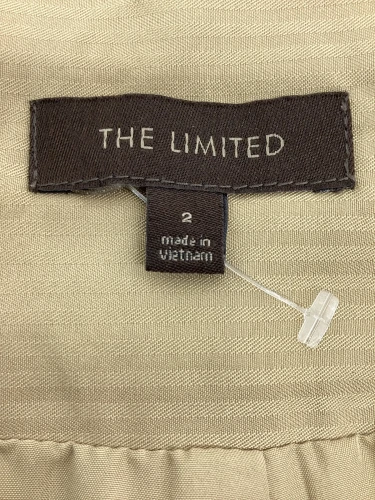 THE LIMITED
2
made in
Vietnam